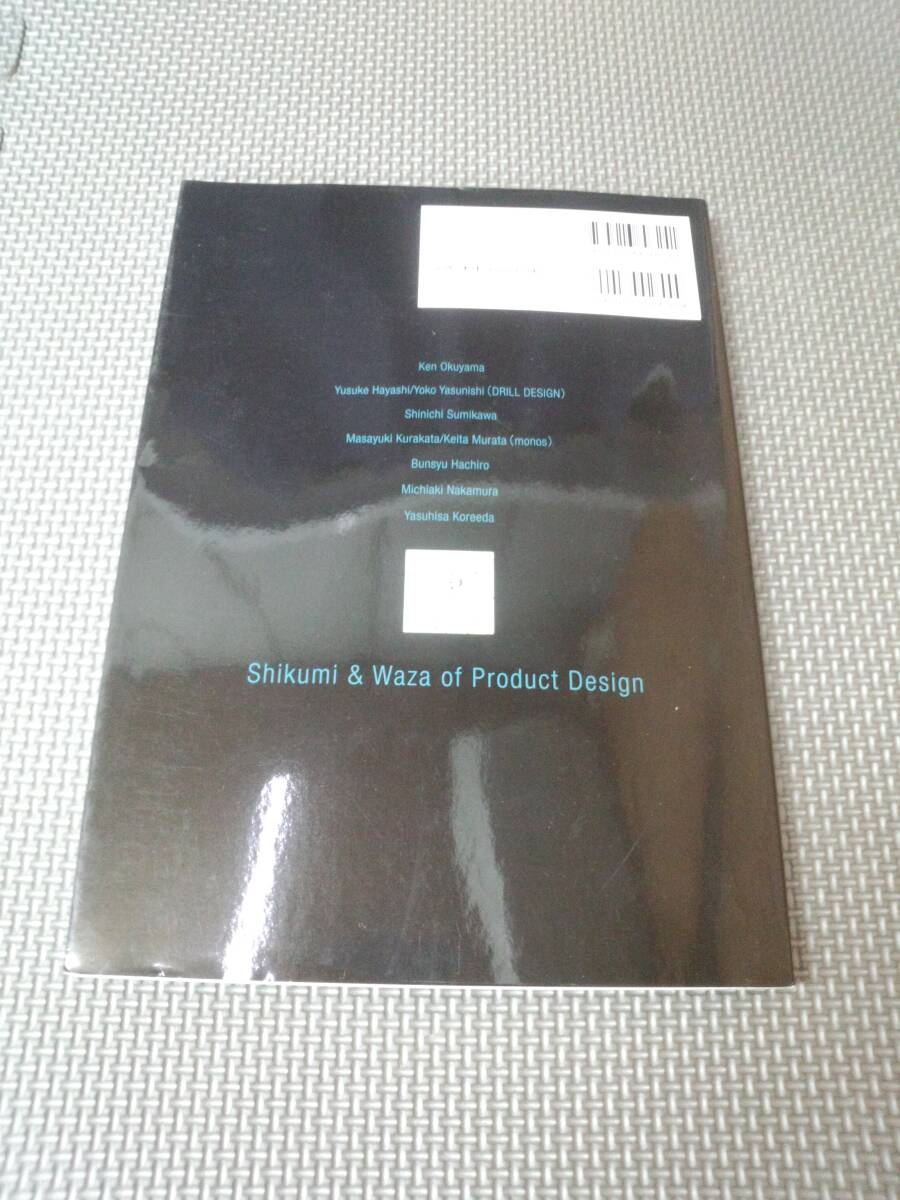 Ken Okuyama
Yusuke Hayashi/Yoko Yasunishi (DRILL DESIGN)
Shinichi Sumikawa
Masayuki Kurakata/Keita Murata (monos)
Bunsyu Hachiro
Michiaki Nakamura
Yasuhisa Koreeda
Shikumi & Waza of Product Design